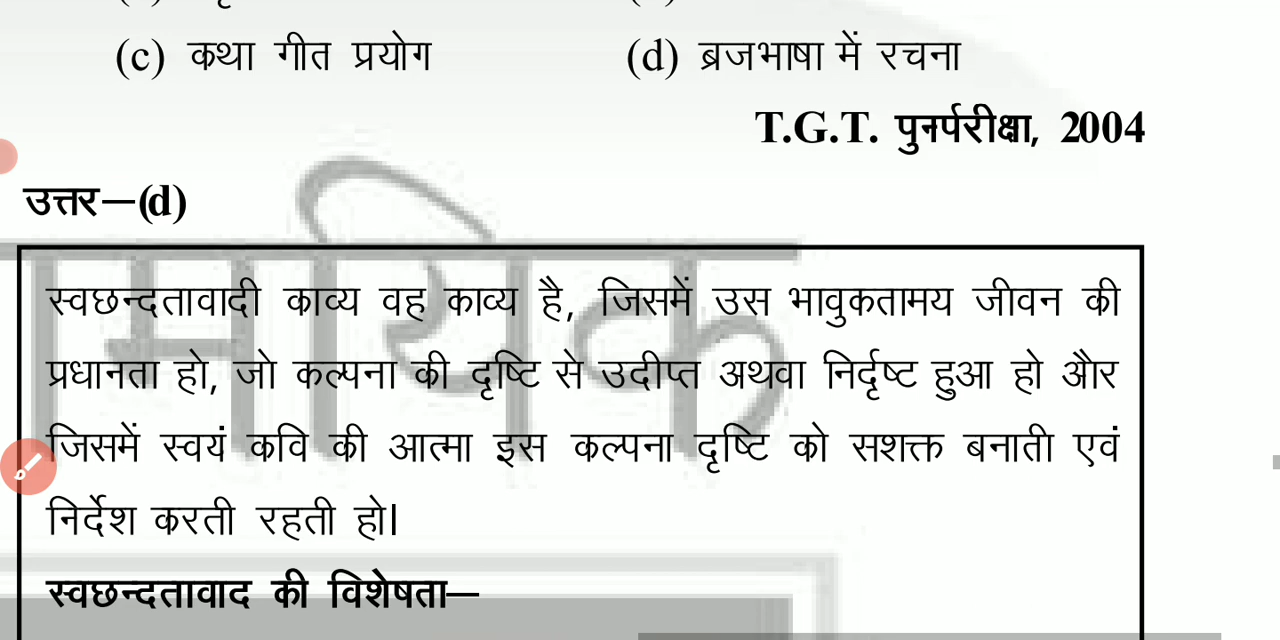 (c) कथा गीत प्रयोग (d) ब्रजभाषा में रचना
T.G.T. पुनर्परीक्षा, 2004
उत्तर—(d)
स्वछन्दतावादी काव्य वह काव्य है, जिसमें उस भावुकतामय जीवन की
प्रधानता हो, जो कल्पना की दृष्टि से उदीप्त अथवा निर्दृष्ट हुआ हो और
जिसमें स्वयं कवि की आत्मा इस कल्पना दृष्टि को सशक्त बनाती एवं
निर्देश करती रहती हो।
स्वछन्दतावाद की विशेषता—